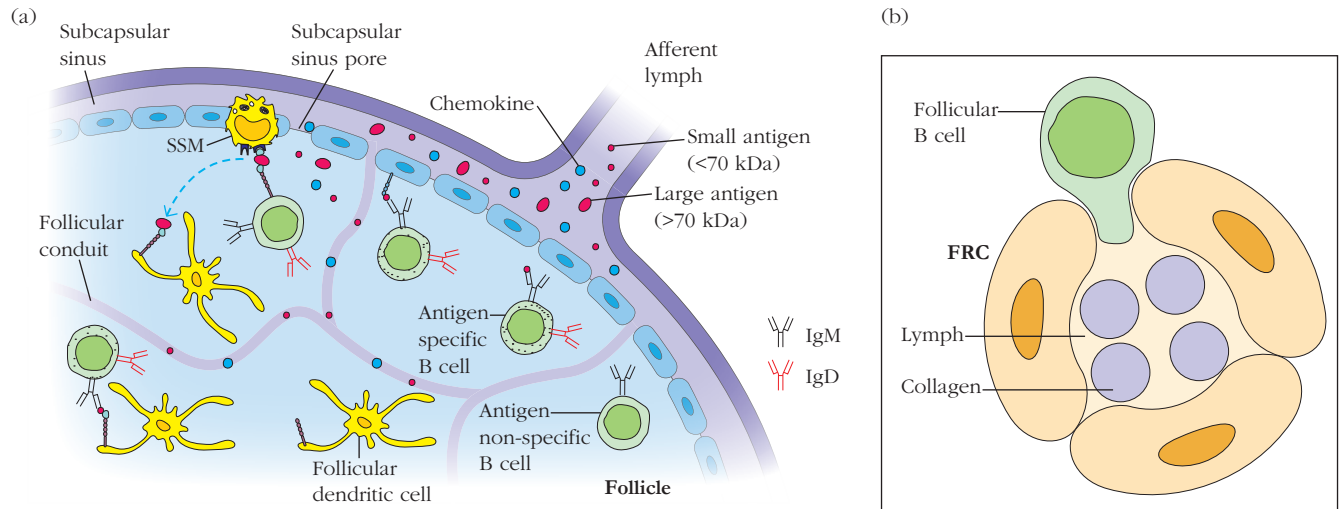 (a)
Subcapsular
sinus
Subcapsular
sinus pore
Afferent
lymph
Chemokine
SSM
Small antigen
(<70 kDa)
Large antigen
(>70 kDa)
Follicular
conduit
Antigen
specific
B cell
IgM
IgD
Antigen
non-specific
B cell
Follicular
dendritic cell
Follicle
(b)
Follicular
B cell
FRC
Lymph
Collagen